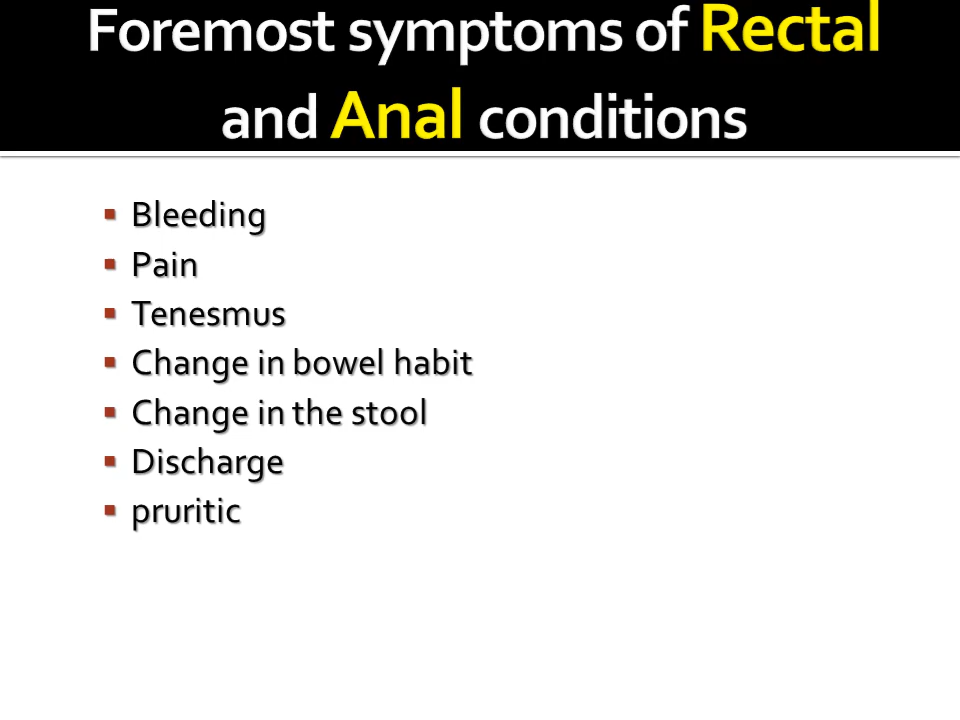 Foremost symptoms of Rectal
and Anal conditions
▪ Bleeding
▪ Pain
▪ Tenesmus
▪ Change in bowel habit
▪ Change in the stool
▪ Discharge
▪ pruritic